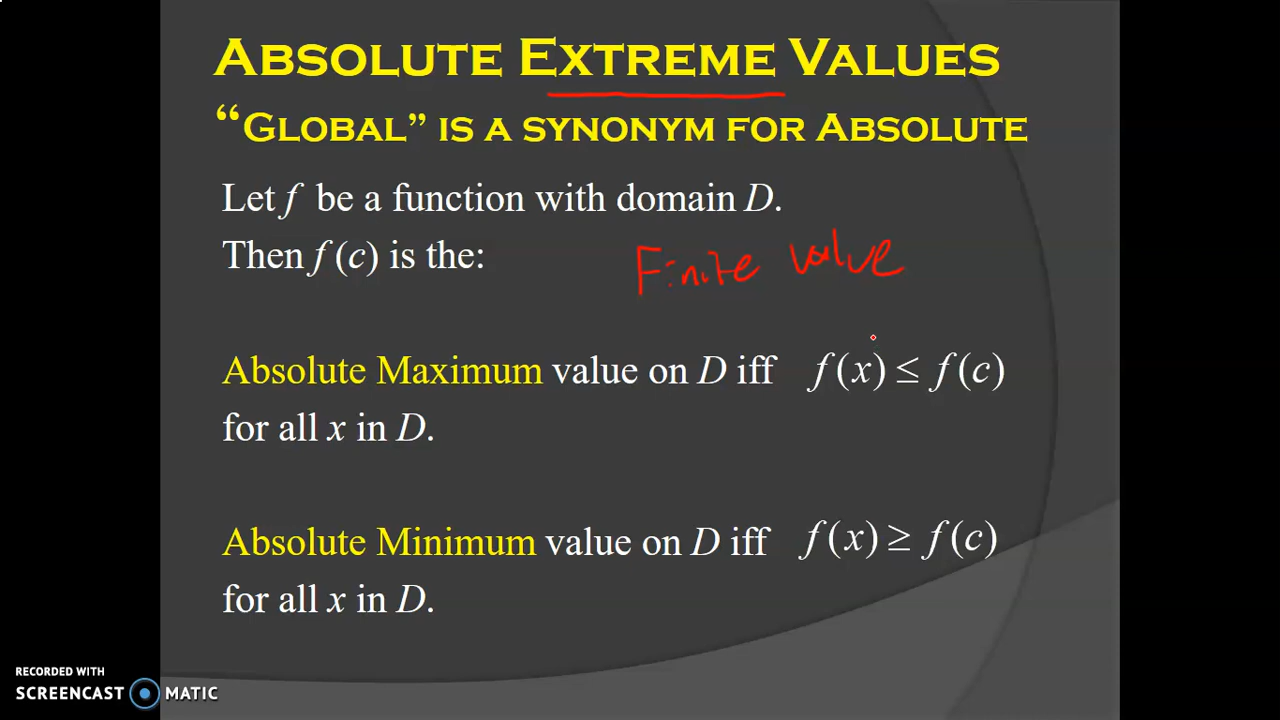 ABSOLUTE EXTREME VALUES
“GLOBAL” IS A SYNONYM FOR ABSOLUTE
Let f be a function with domain D.
Then f (c) is the:
Finite value
Absolute Maximum value on D iff f(x) ≤ f(c)
for all x in D.
Absolute Minimum value on D iff f(x) ≥ f(c)
for all x in D.
RECORDED WITH
SCREENCAST MATIC